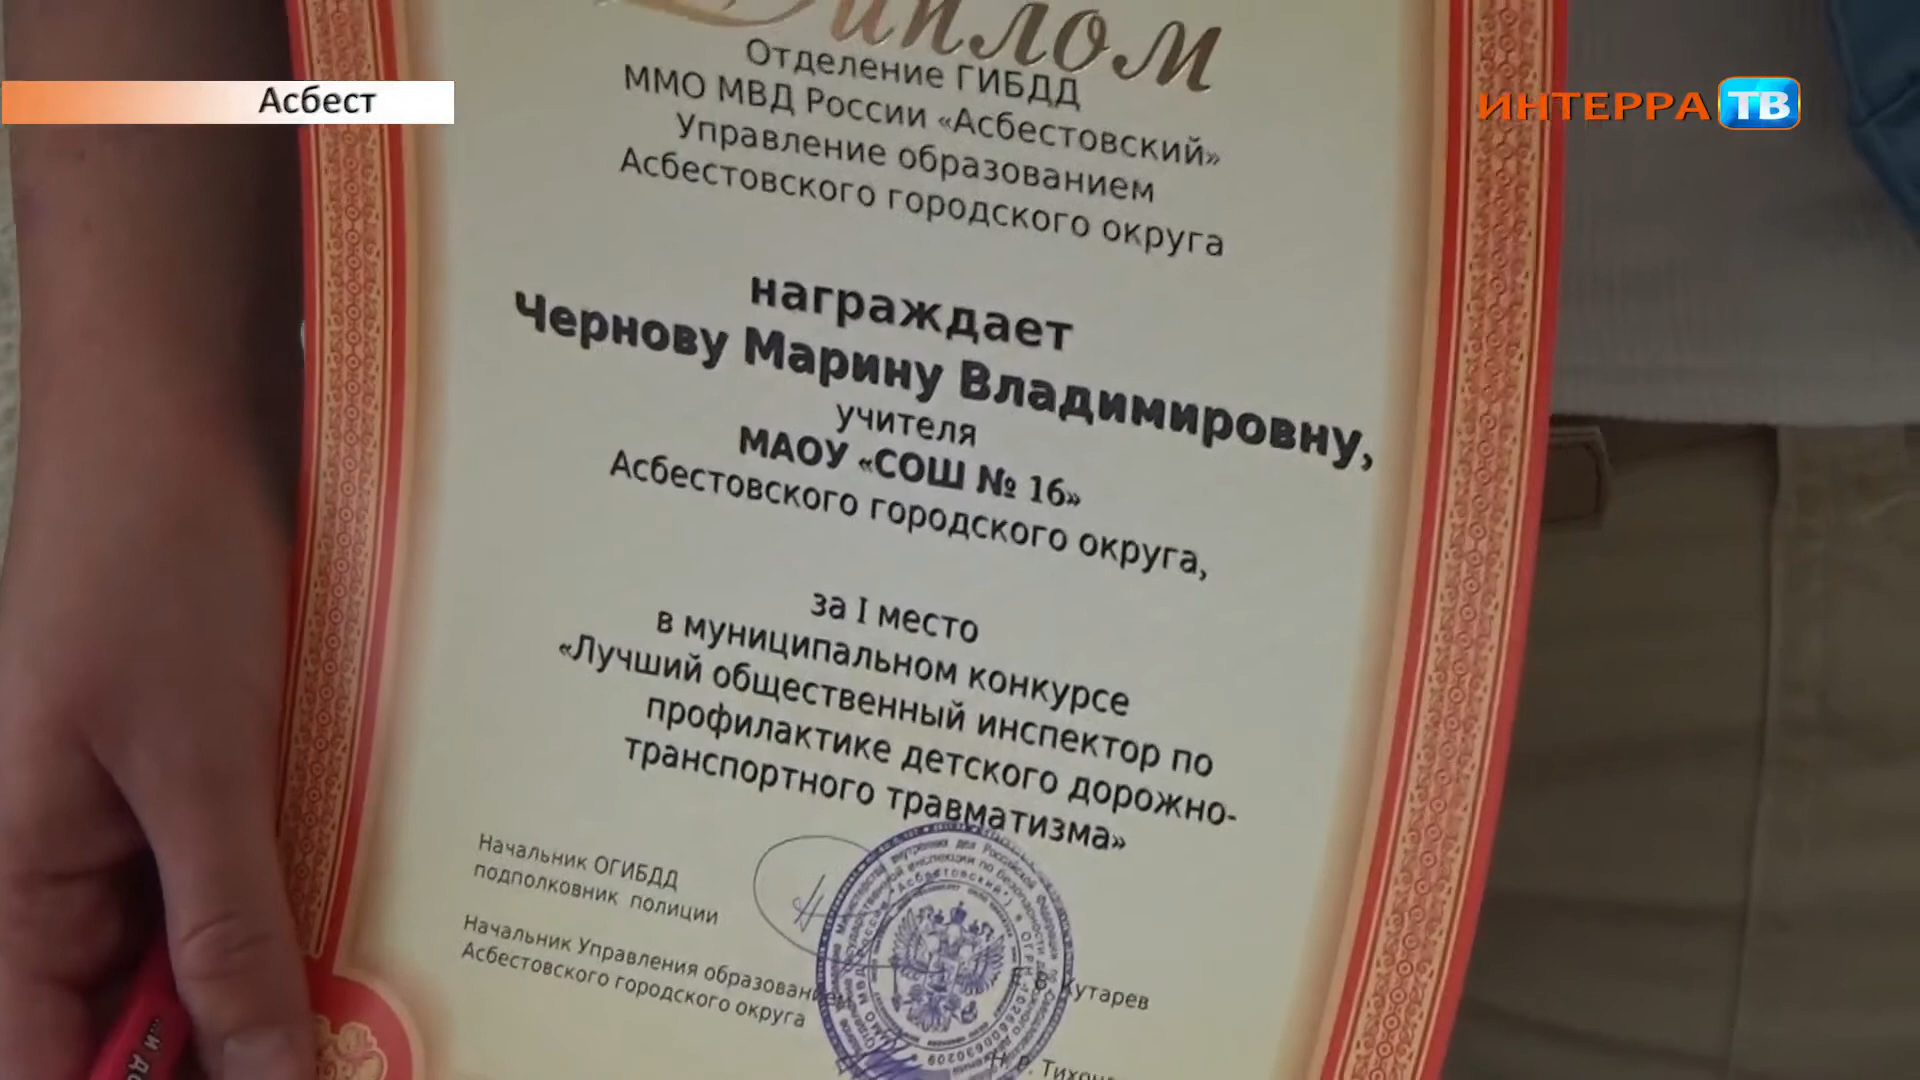 Диплом
Асбест
ИНТЕРРА ТВ
Отделение ГИБДД
ММО МВД России «Асбестовский»
Управление образованием
Асбестовского городского округа
награждает
Чернову Марину Владимировну,
учителя
МАОУ «СОШ № 16»
Асбестовского городского округа,
за I место
в муниципальном конкурсе
«Лучший общественный инспектор по
профилактике детского дорожно-
транспортного травматизма»
Начальник ОГИБДД
подполковник полиции
Кутарев
Начальник Управления образованием
Асбестовского городского округа